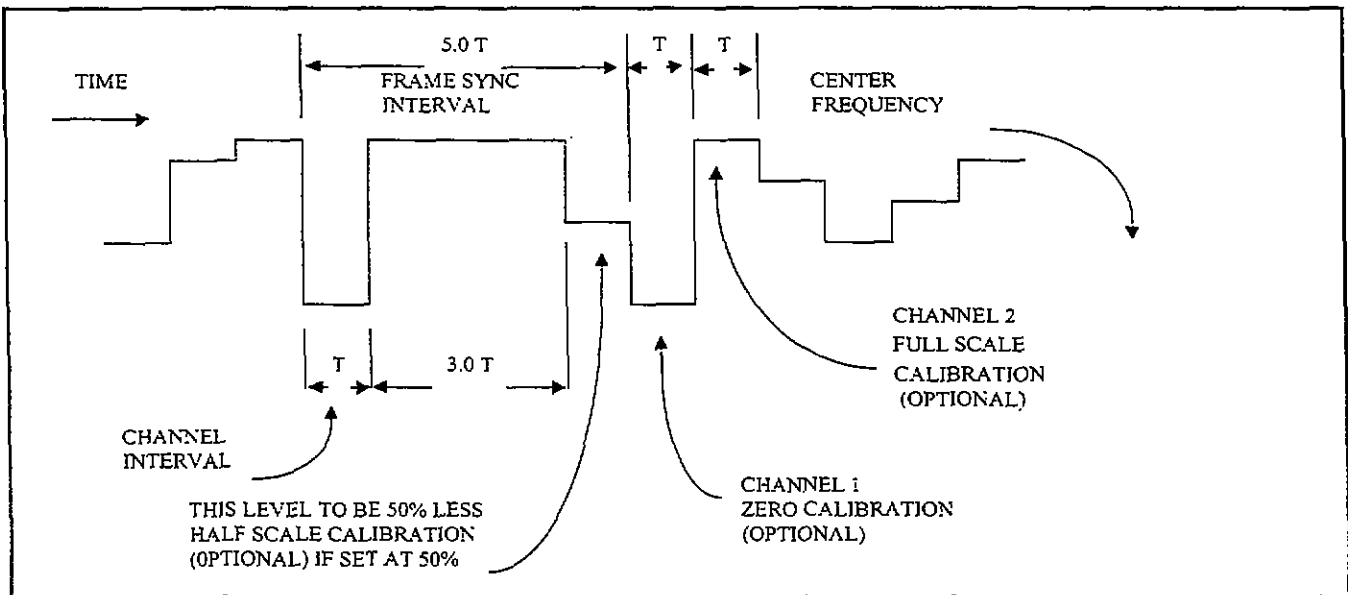 5.0 T
T
T
TIME
FRAME SYNC
INTERVAL
CENTER
FREQUENCY
T
3.0 T
CHANNEL 2
FULL SCALE
CALIBRATION
(OPTIONAL)
CHANNEL
INTERVAL
THIS LEVEL TO BE 50% LESS
HALF SCALE CALIBRATION
(OPTIONAL) IF SET AT 50%
CHANNEL 1
ZERO CALIBRATION
(OPTIONAL)